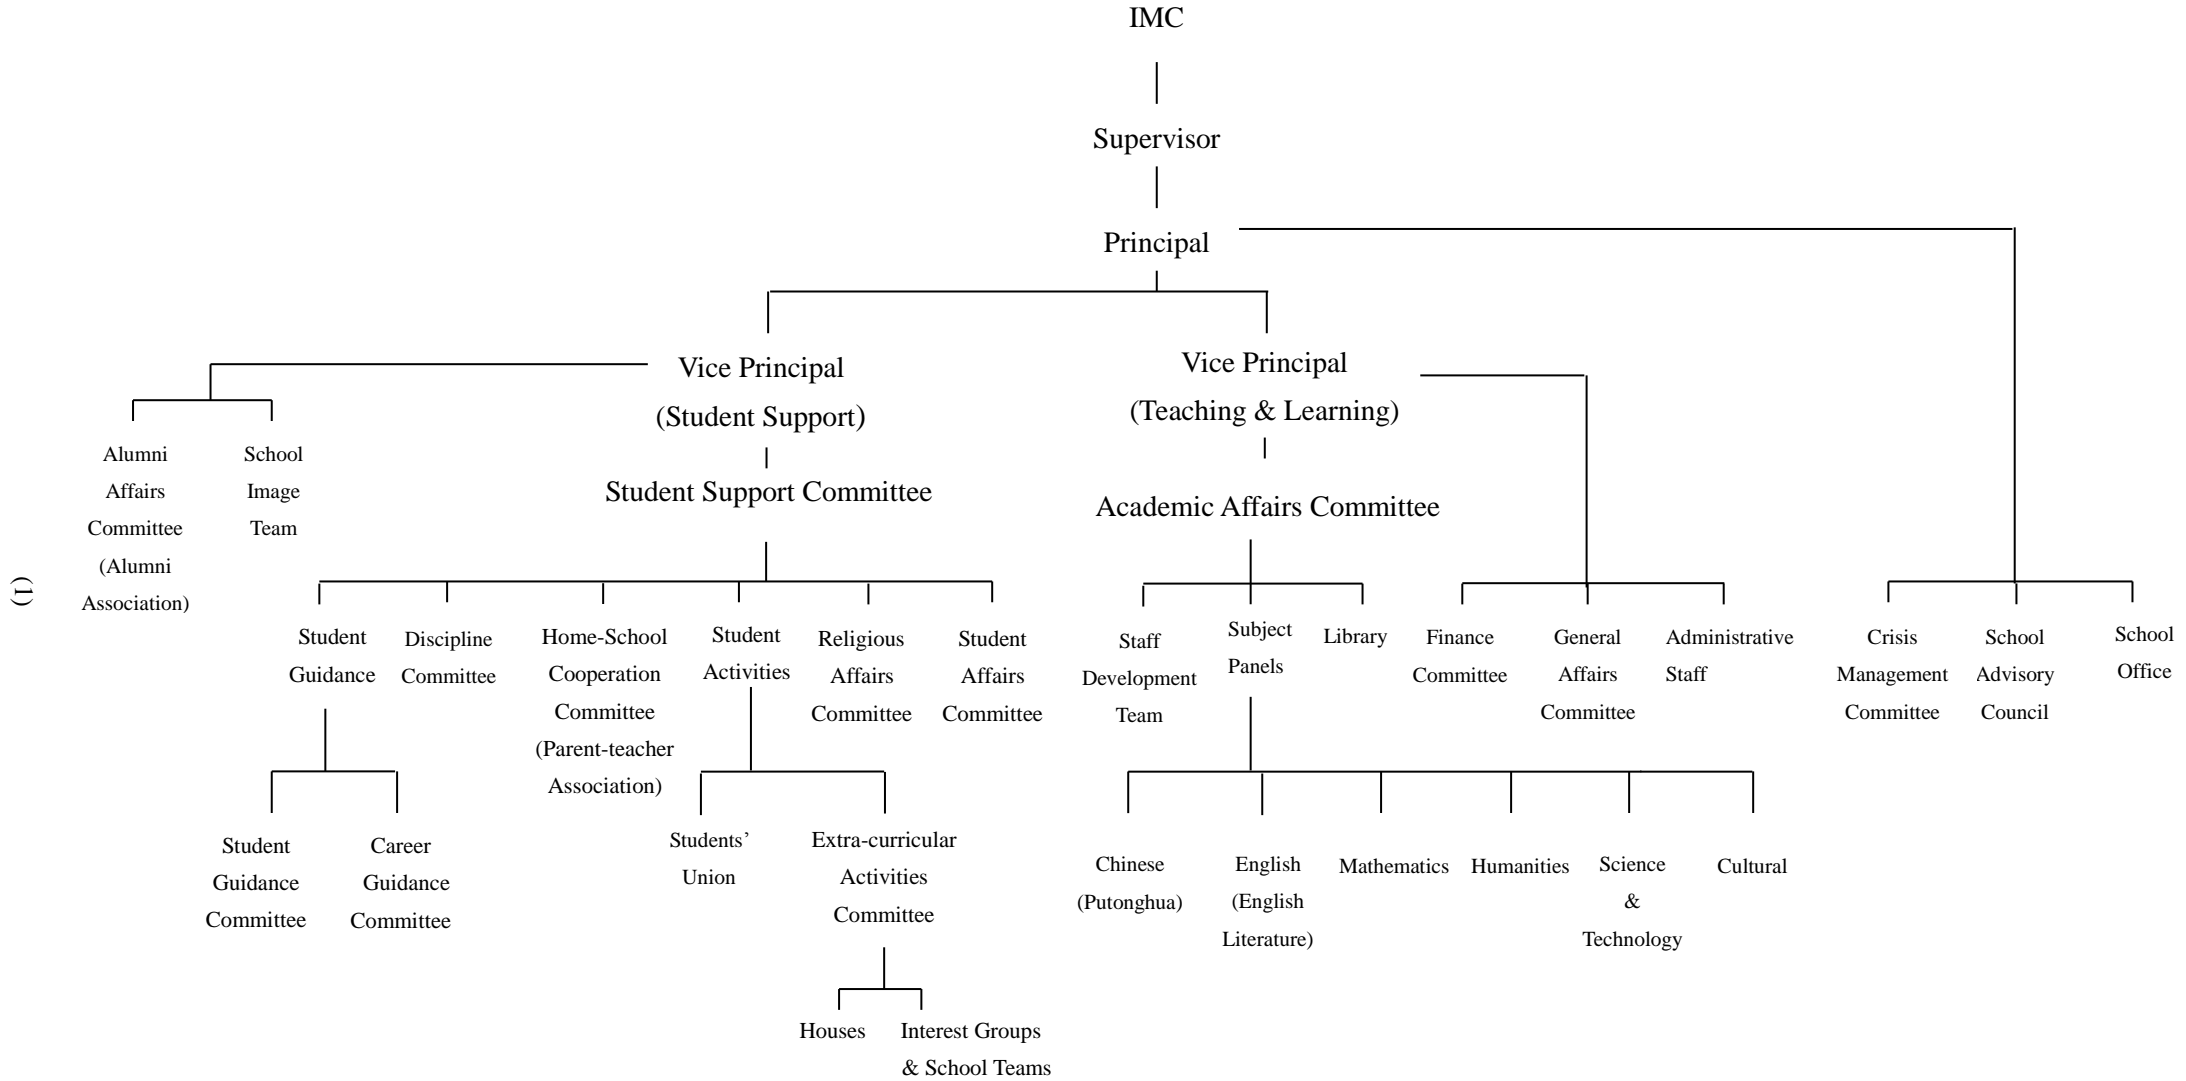 IMC
Supervisor
Principal
Vice Principal
(Student Support)
Vice Principal
(Teaching & Learning)
Alumni
Affairs
Committee
(Alumni
Association)
School
Image
Team
Student Support Committee
Academic Affairs Committee
(1)
Student
Guidance
Discipline
Committee
Home-School
Cooperation
Committee
(Parent-teacher
Association)
Student
Activities
Religious
Affairs
Committee
Student
Affairs
Committee
Staff
Development
Team
Subject
Panels
Library
Finance
Committee
General
Affairs
Committee
Administrative
Staff
Crisis
Management
Committee
School
Advisory
Council
School
Office
Student
Guidance
Committee
Career
Guidance
Committee
Students’
Union
Extra-curricular
Activities
Committee
Chinese
(Putonghua)
English
(English
Literature)
Mathematics
Humanities
Science
&
Technology
Cultural
Houses
Interest Groups
& School Teams